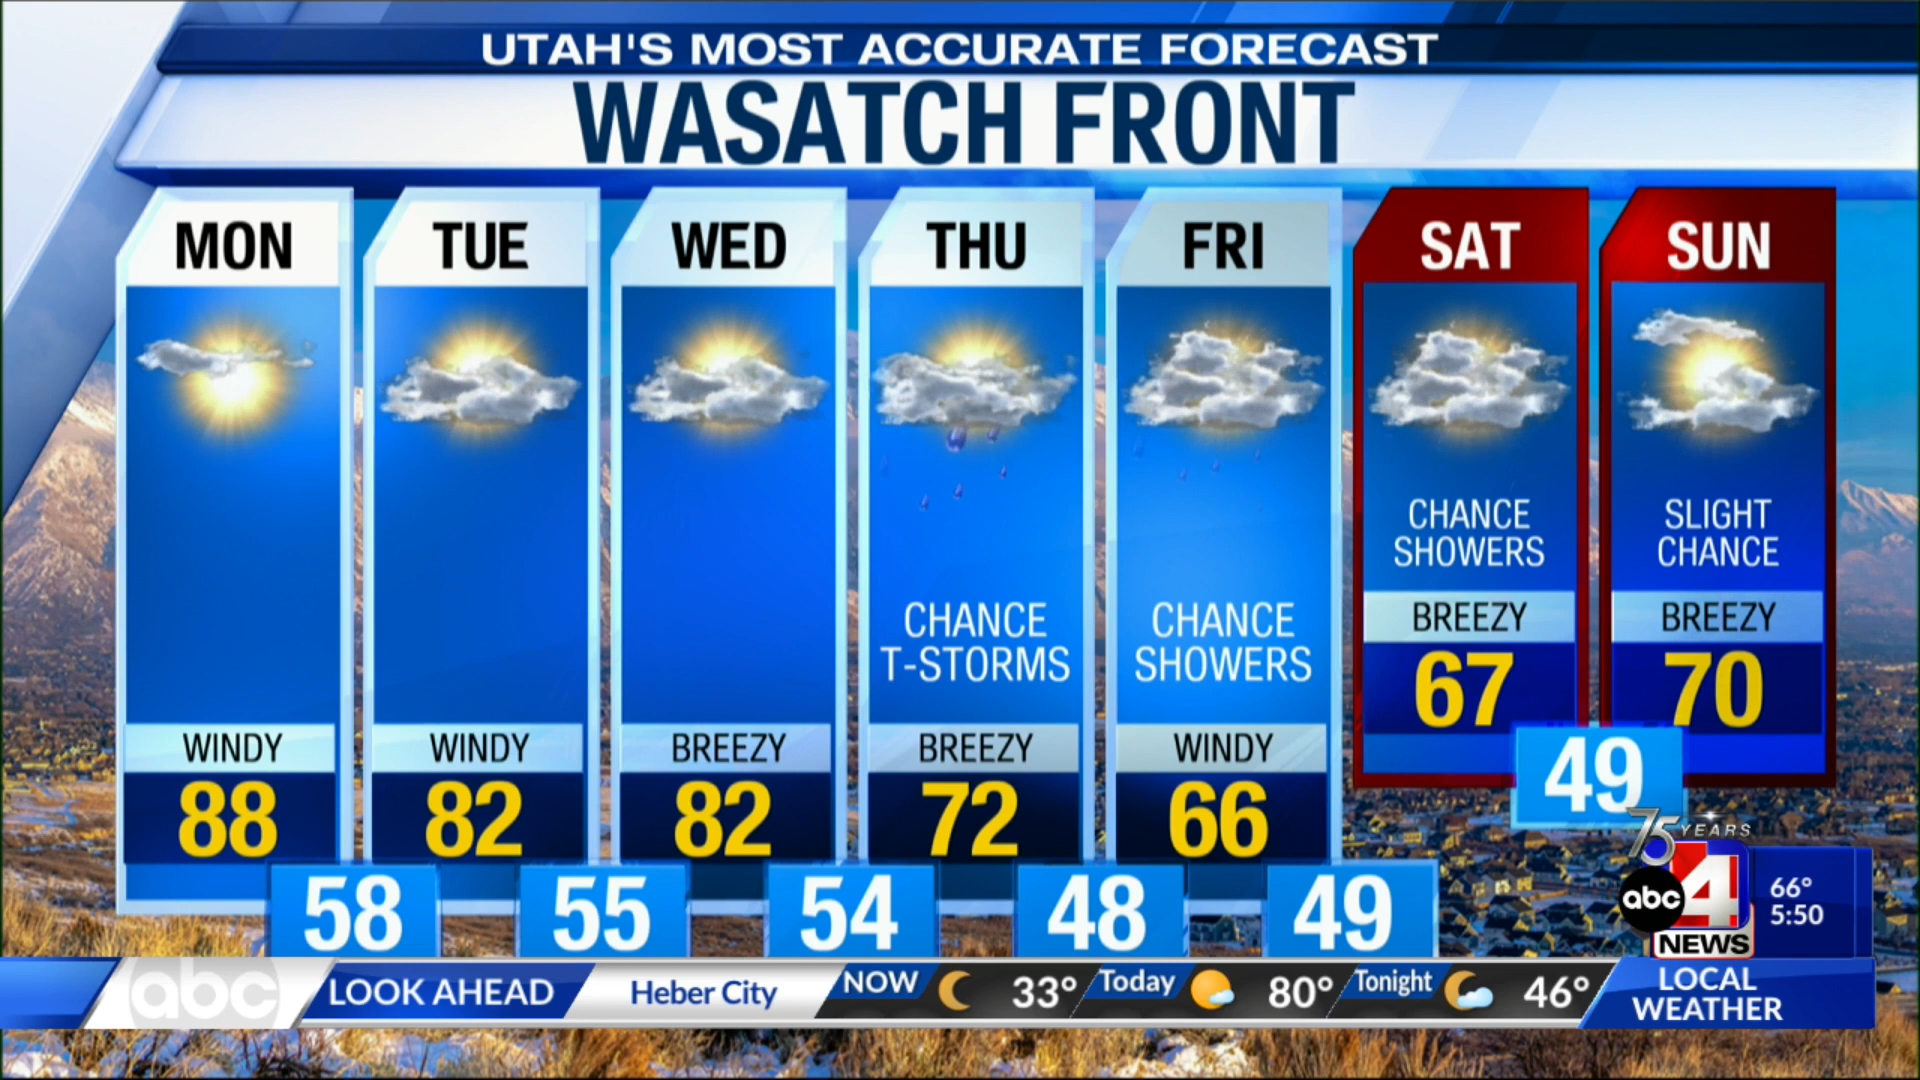 UTAH'S MOST ACCURATE FORECAST
WASATCH FRONT
MON
TUE
WED
THU
FRI
SAT
SUN
CHANCE
T-STORMS
CHANCE
SHOWERS
CHANCE
SHOWERS
SLIGHT
CHANCE
WINDY
WINDY
BREEZY
BREEZY
WINDY
BREEZY
BREEZY
88
82
82
72
66
67
70
58
55
54
48
49
49
75 YEARS
abc 4
NEWS
66°
5:50
abc
LOOK AHEAD
Heber City
NOW 33°
Today 80°
Tonight 46°
LOCAL
WEATHER